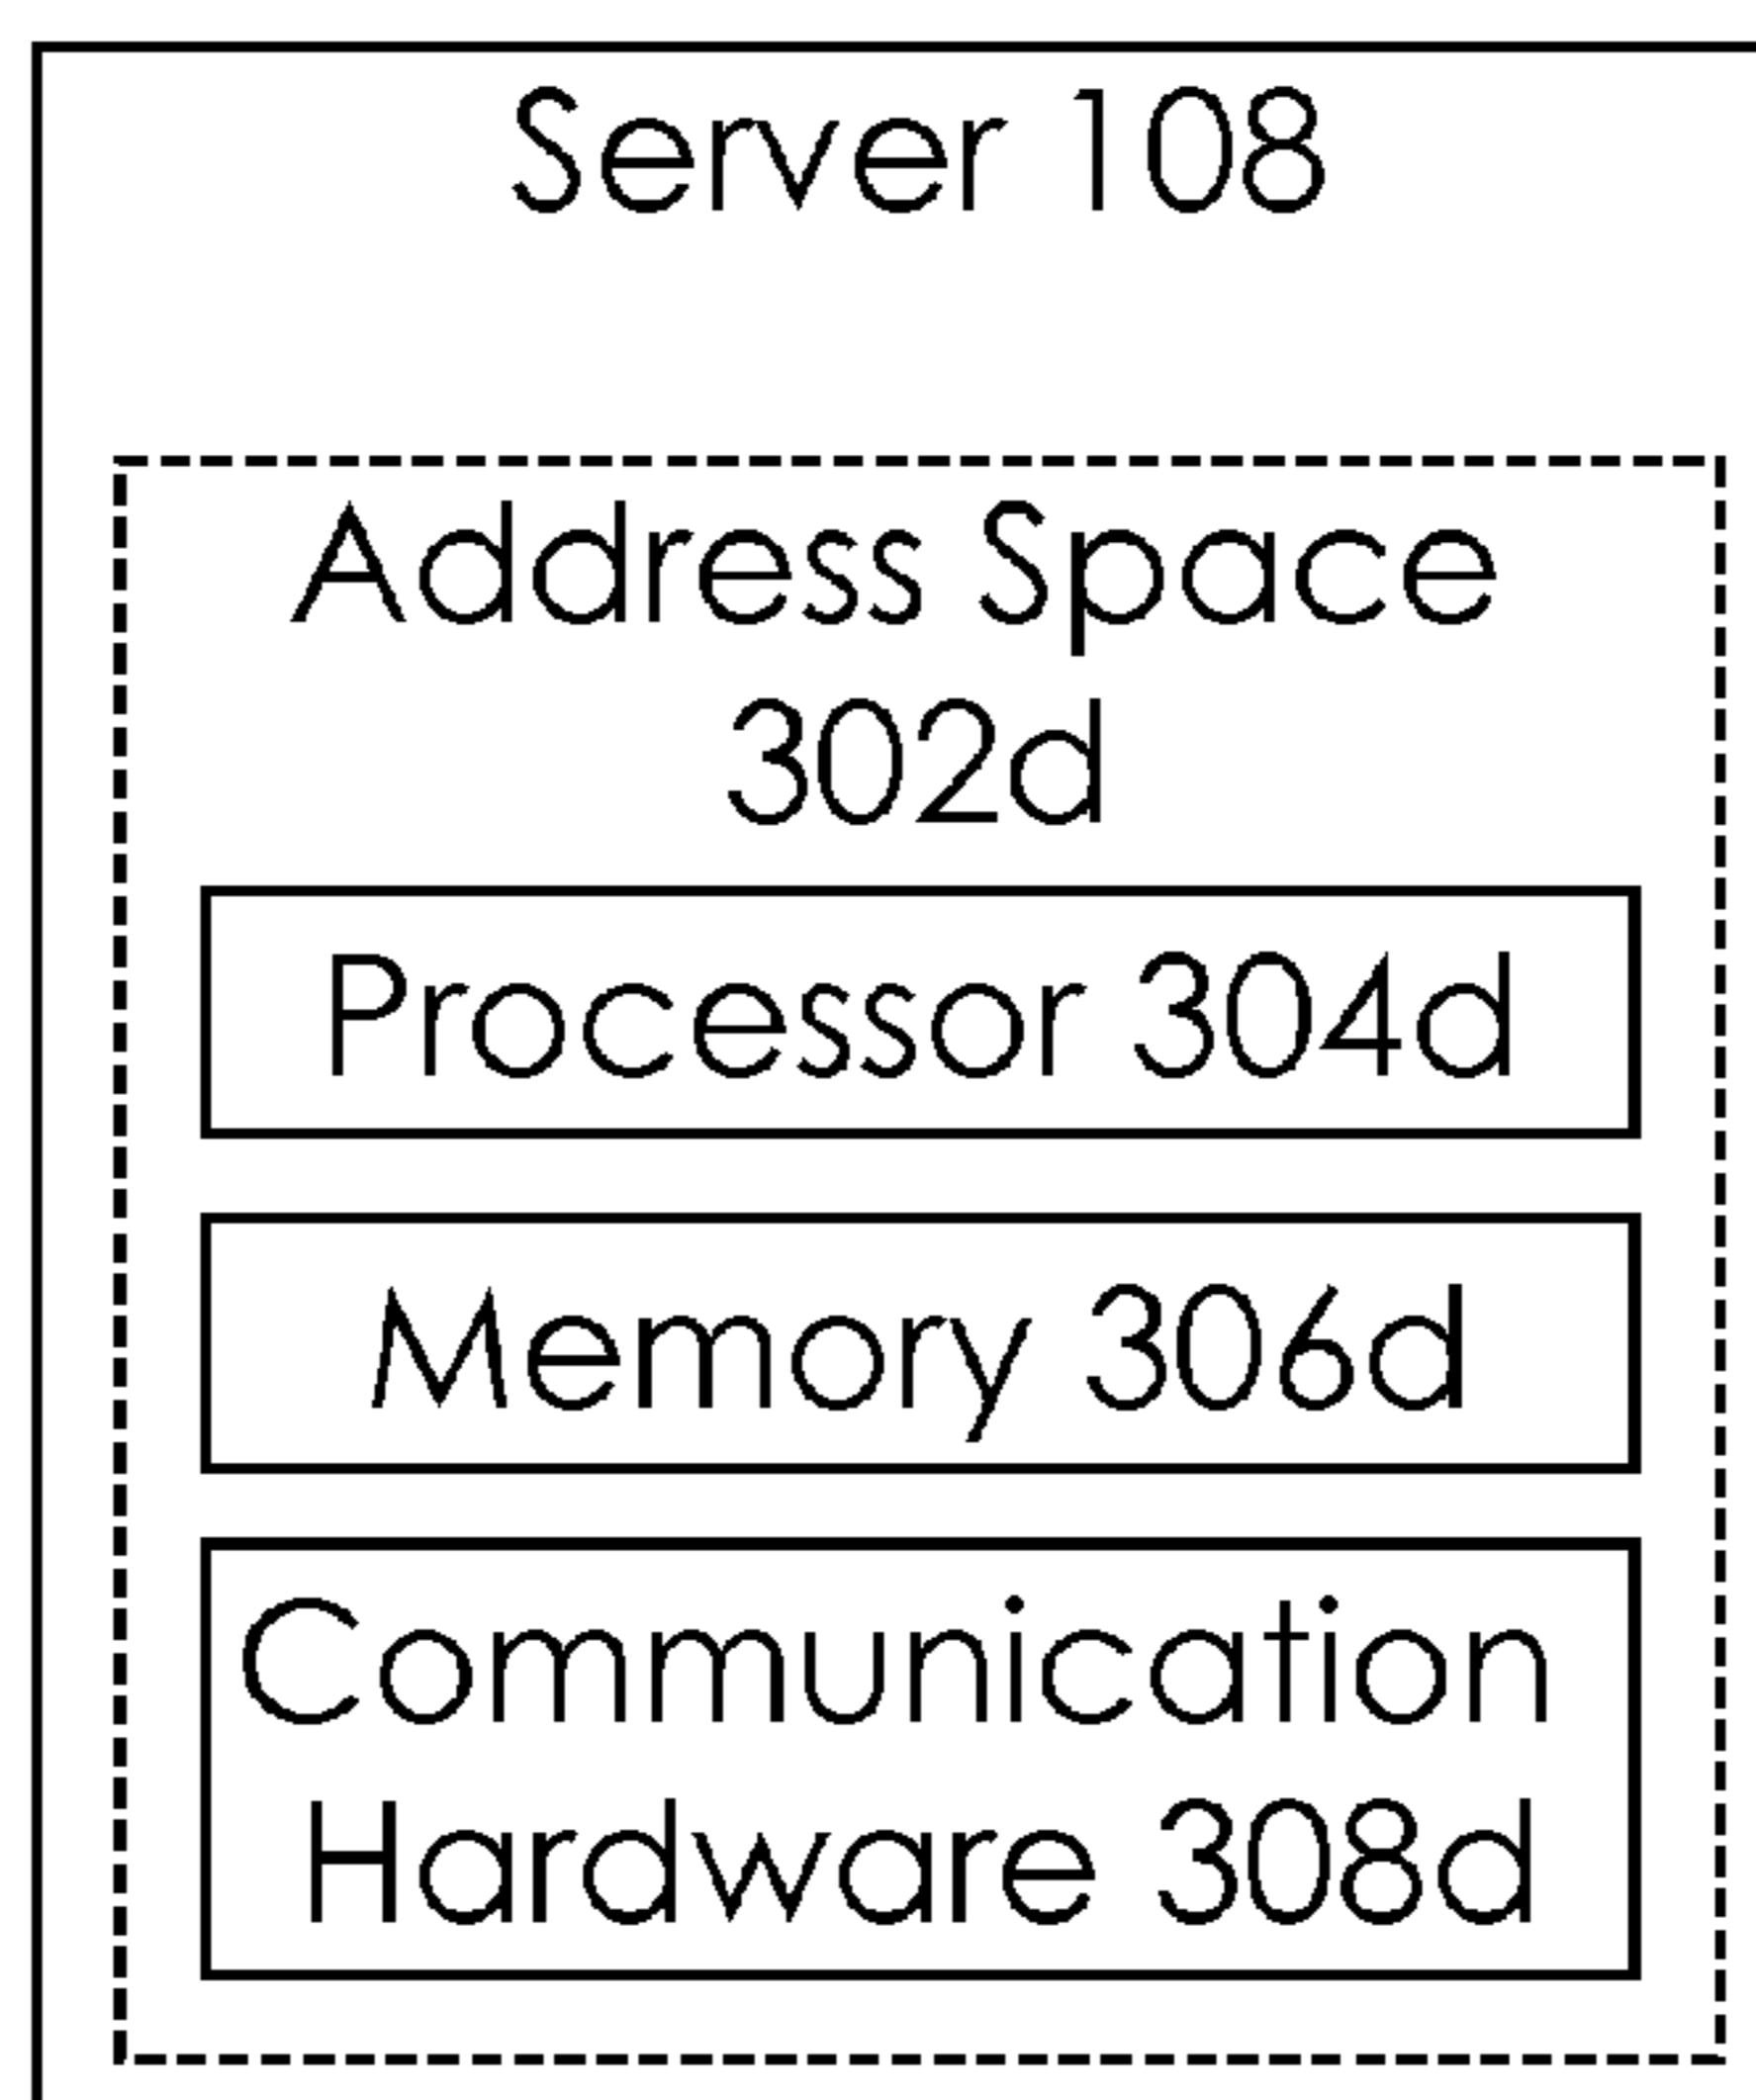 Server 108
Address Space
302d
Processor 304d
Memory 306d
Communication
Hardware 308d